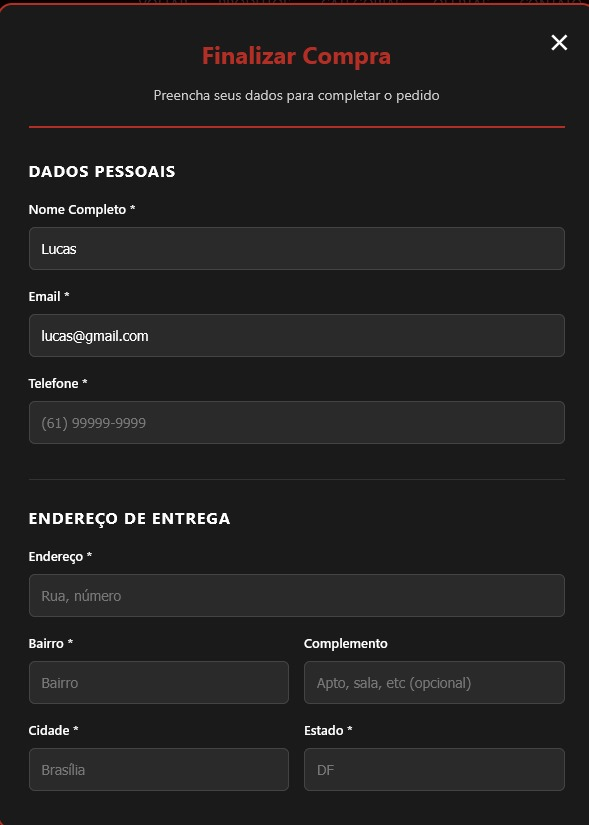 Finalizar Compra
Preencha seus dados para completar o pedido
DADOS PESSOAIS
Nome Completo *
Lucas
Email *
lucas@gmail.com
Telefone *
(61) 99999-9999
ENDEREÇO DE ENTREGA
Endereço *
Rua, número
Bairro * Complemento
Bairro Apto, sala, etc (opcional)
Cidade * Estado *
Brasília DF